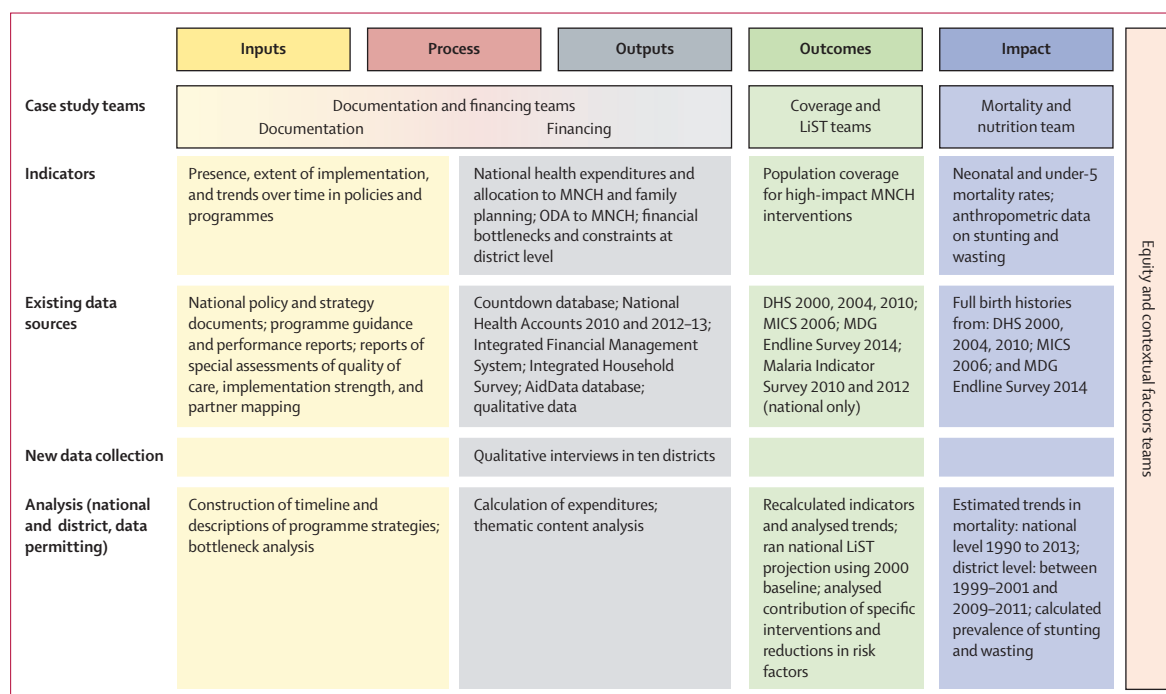 Inputs
Process
Outputs
Outcomes
Impact
Case study teams
Documentation and financing teams
Documentation
Financing
Coverage and
LiST teams
Mortality and
nutrition team
Indicators
Presence, extent of implementation,
and trends over time in policies and
programmes
National health expenditures and
allocation to MNCH and family
planning; ODA to MNCH; financial
bottlenecks and constraints at
district level
Population coverage
for high-impact MNCH
interventions
Neonatal and under-5
mortality rates;
anthropometric data
on stunting and
wasting
Existing data
sources
National policy and strategy
documents; programme guidance
and performance reports; reports of
special assessments of quality of
care, implementation strength, and
partner mapping
Countdown database; National
Health Accounts 2010 and 2012–13;
Integrated Financial Management
System; Integrated Household
Survey; AidData database;
qualitative data
DHS 2000, 2004, 2010;
MICS 2006; MDG
Endline Survey 2014;
Malaria Indicator
Survey 2010 and 2012
(national only)
Full birth histories
from: DHS 2000,
2004, 2010; MICS
2006; and MDG
Endline Survey 2014
New data collection
Qualitative interviews in ten districts
Analysis (national
and district, data
permitting)
Construction of timeline and
descriptions of programme strategies;
bottleneck analysis
Calculation of expenditures;
thematic content analysis
Recalculated indicators
and analysed trends;
ran national LiST
projection using 2000
baseline; analysed
contribution of specific
interventions and
reductions in risk
factors
Estimated trends in
mortality: national
level 1990 to 2013;
district level: between
1999–2001 and
2009–2011; calculated
prevalence of stunting
and wasting
Equity and contextual factors teams